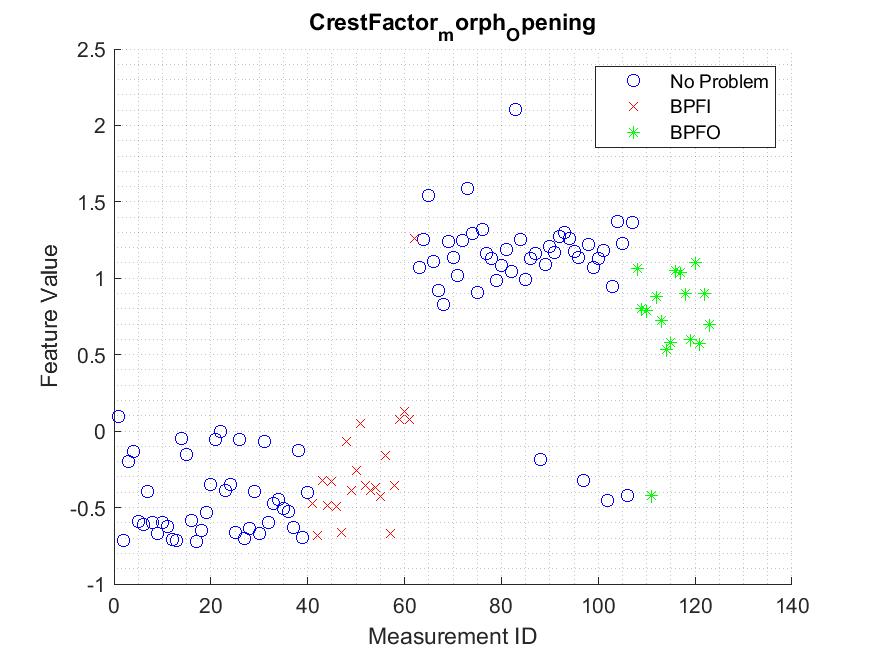 CrestFactor_morph_Opening
No Problem
BPFI
BPFO
2.5
2
1.5
1
0.5
0
-0.5
-1
Feature Value
0 20 40 60 80 100 120 140
Measurement ID